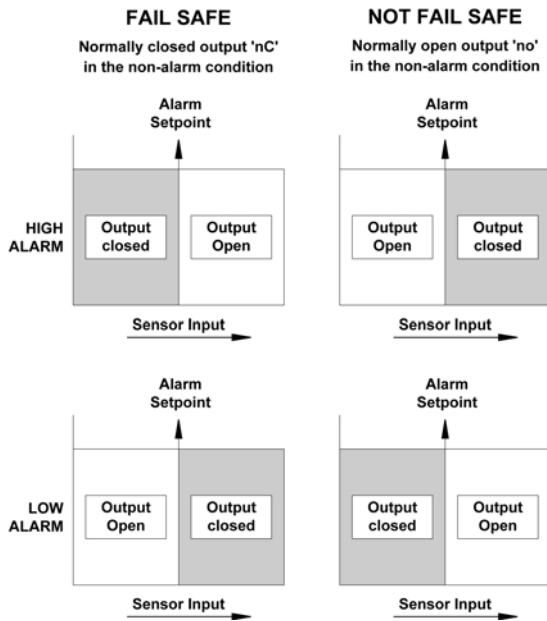 FAIL SAFE
Normally closed output 'nC'
in the non-alarm condition
NOT FAIL SAFE
Normally open output 'no'
in the non-alarm condition
Alarm
Setpoint
Alarm
Setpoint
HIGH
ALARM
Output
closed
Output
Open
Output
Open
Output
closed
Sensor Input
Sensor Input
Alarm
Setpoint
Alarm
Setpoint
LOW
ALARM
Output
Open
Output
closed
Output
closed
Output
Open
Sensor Input
Sensor Input